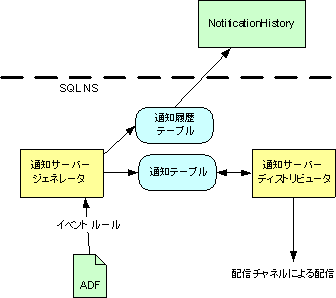 NotificationHistory
SQLNS
通知履歴
テーブル
通知サーバー
ジェネレータ
通知テーブル
通知サーバー
ディストリビュータ
イベントルール
配信チャネルによる配信
ADF